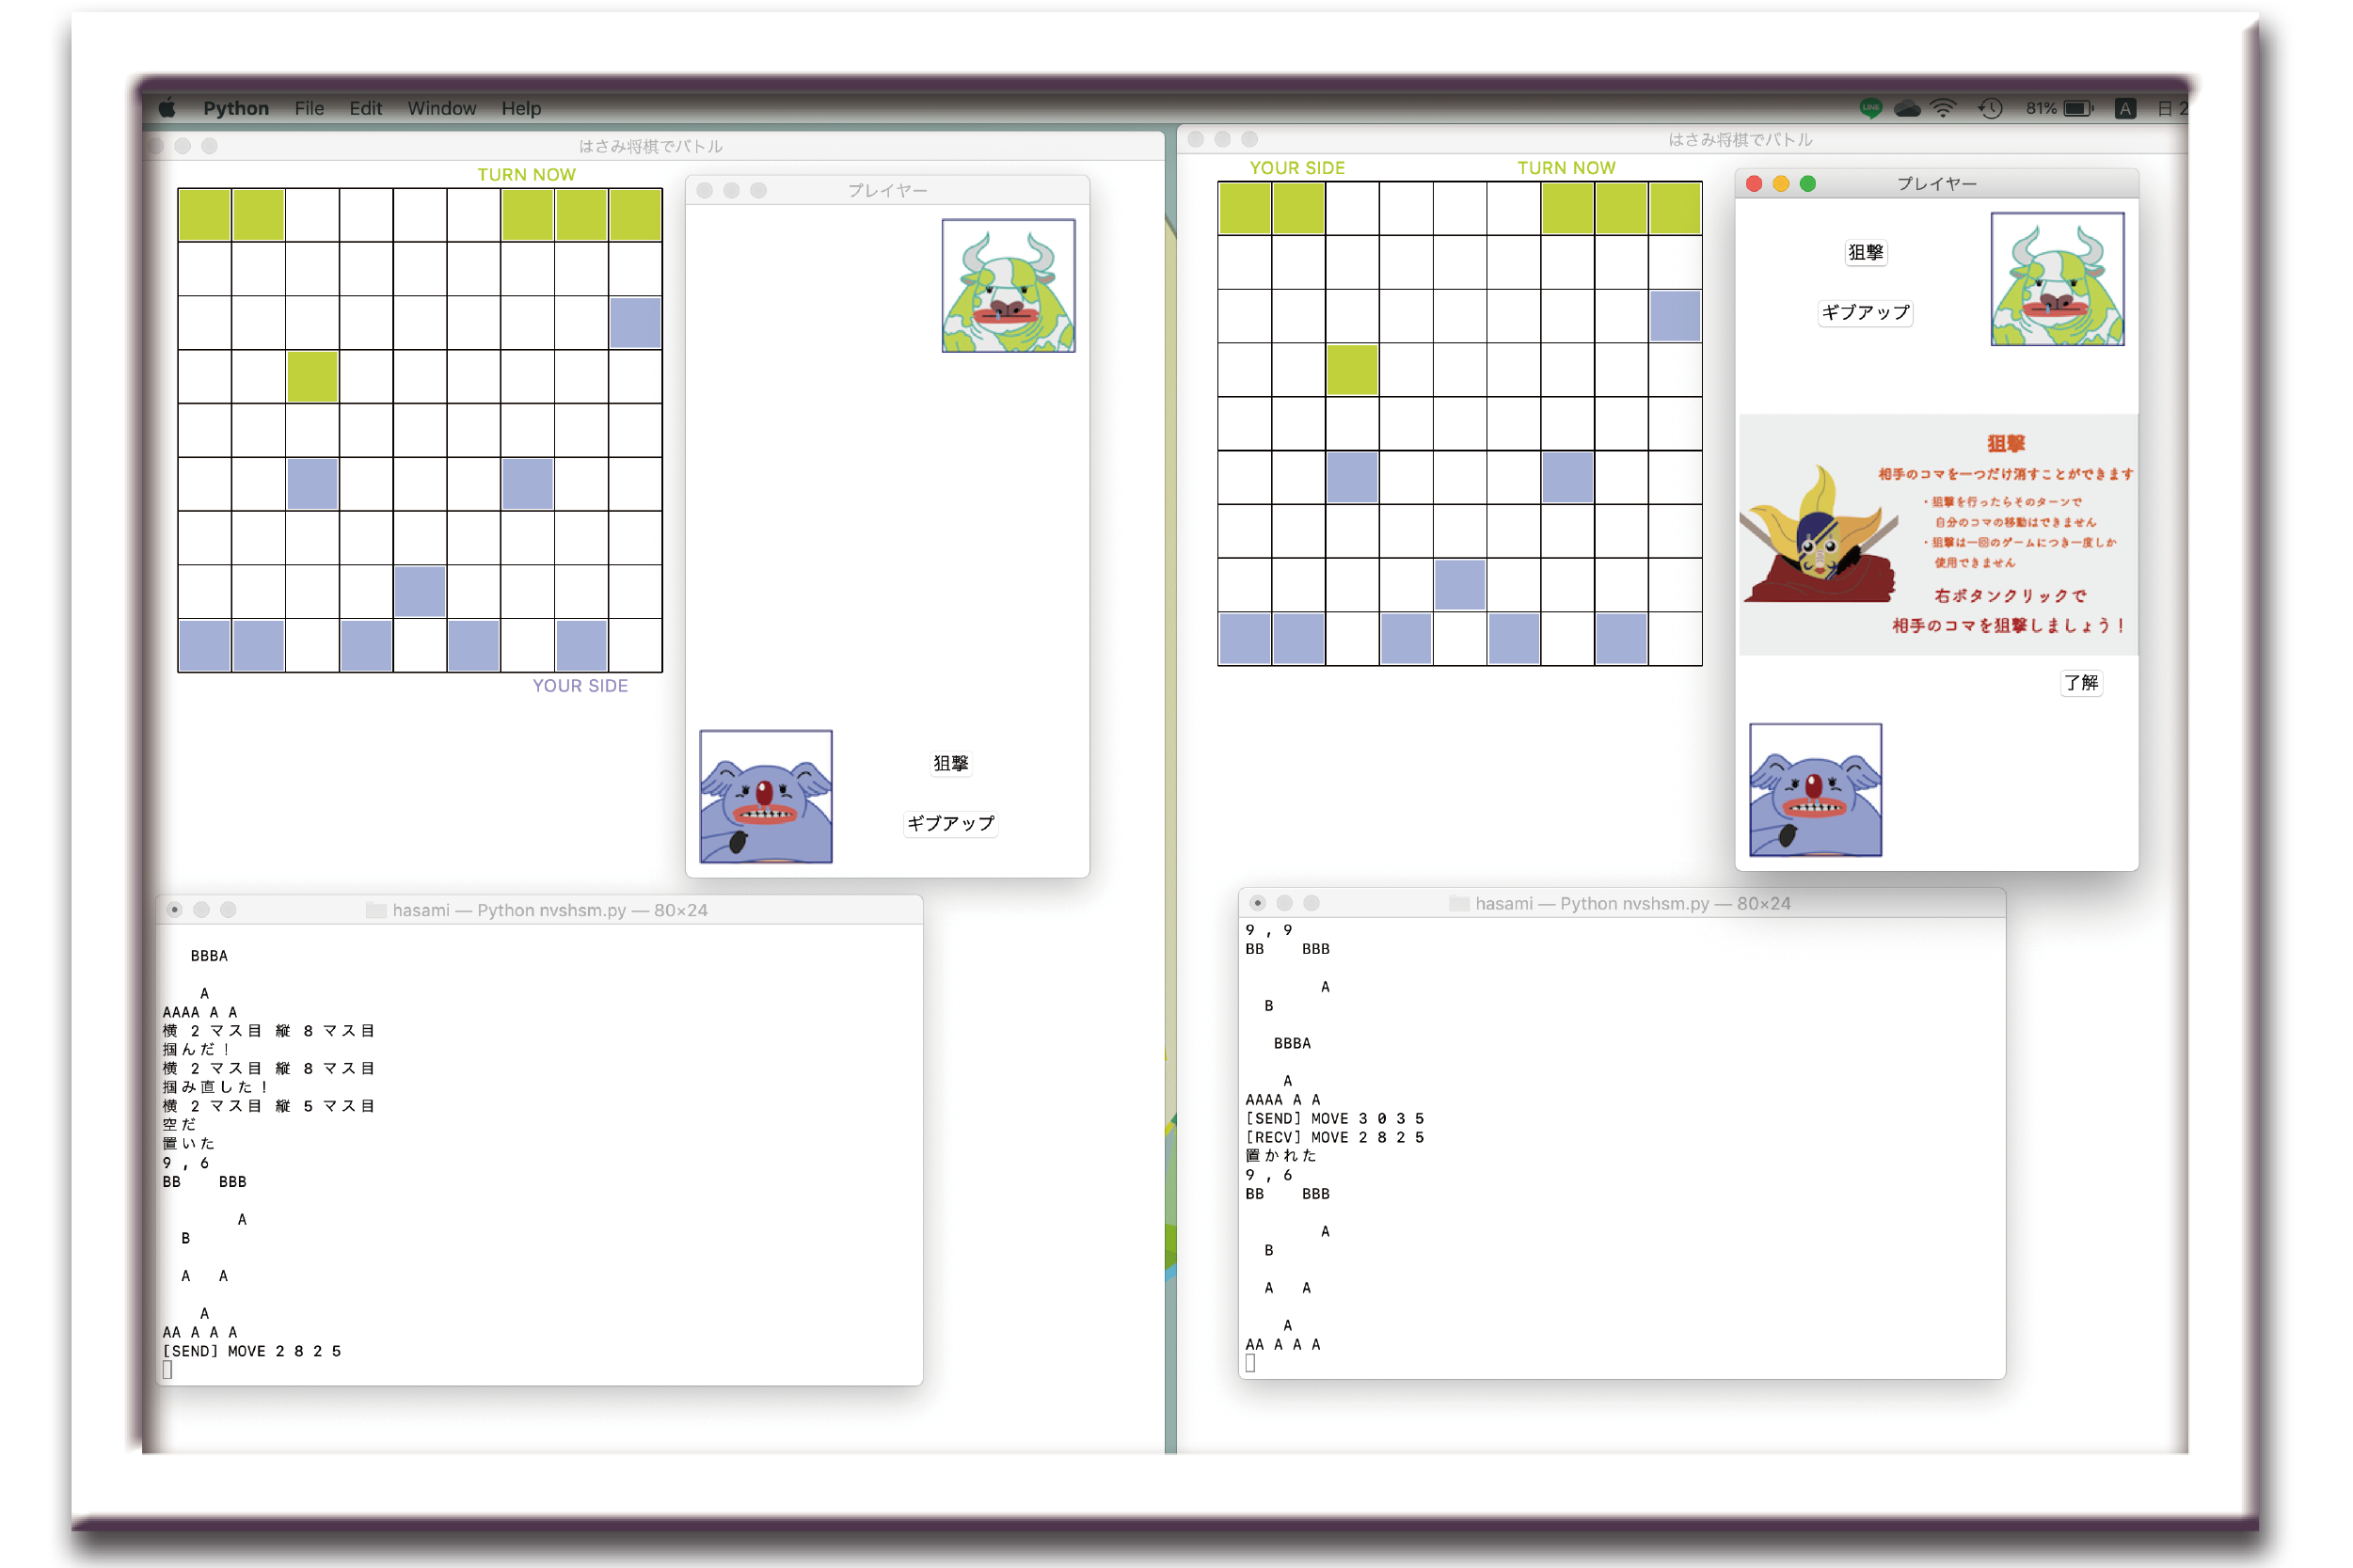 Python File Edit Window Help
LINE 81% A 日 2
はさみ将棋でバトル
TURN NOW
YOUR SIDE
プレイヤー
狙撃
ギブアップ
hasami — Python nvshsm.py — 80×24
BBBA
A
AAAA A A
横 2 マス目 縦 8 マス目
掴んだ！
横 2 マス目 縦 8 マス目
掴み直した！
横 2 マス目 縦 5 マス目
空だ
置いた
9 , 6
BB    BBB
A
B
A   A
A
AA A A A
[SEND] MOVE 2 8 2 5
はさみ将棋でバトル
YOUR SIDE
TURN NOW
プレイヤー
狙撃
ギブアップ
狙撃
相手のコマを一つだけ消すことができます
・狙撃を行ったらそのターンで
自分のコマの移動はできません
・狙撃は一回のゲームにつき一度しか
使用できません
右ボタンクリックで
相手のコマを狙撃しましょう！
了解
hasami — Python nvshsm.py — 80×24
9 , 9
BB    BBB
A
B
BBBA
A
AAAA A A
[SEND] MOVE 3 0 3 5
[RECV] MOVE 2 8 2 5
置かれた
9 , 6
BB    BBB
A
B
A   A
A
AA A A A